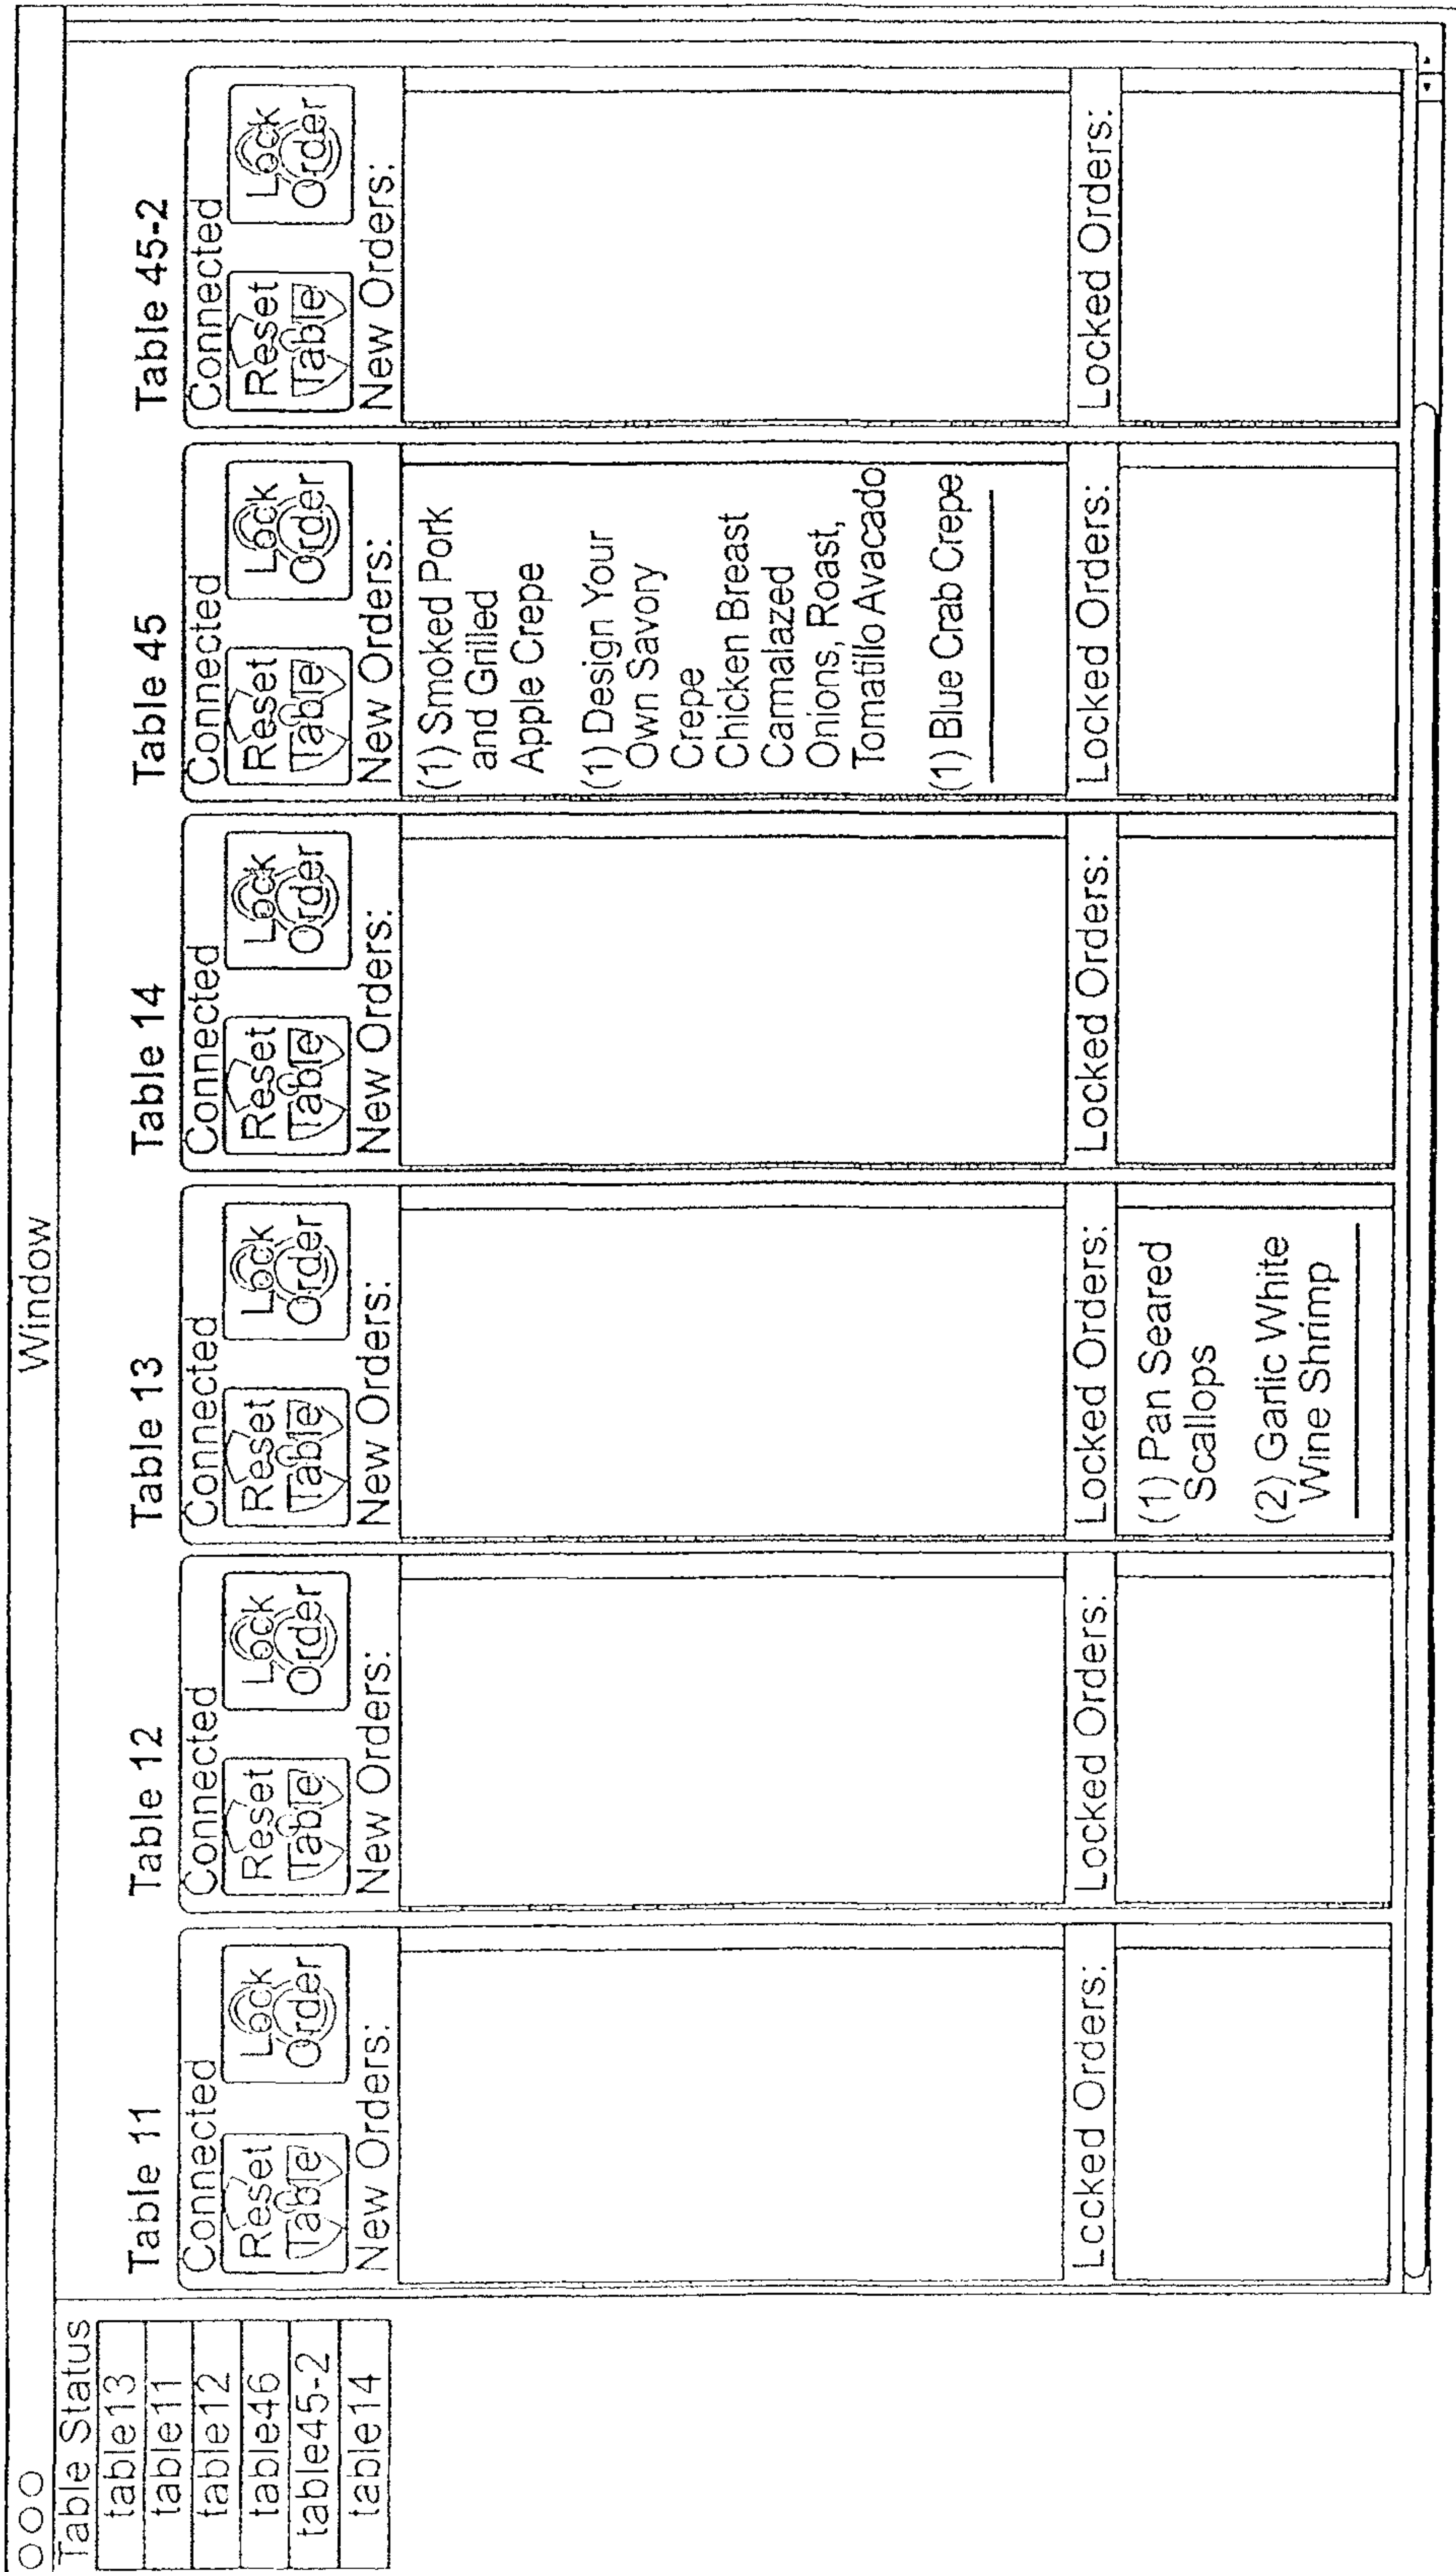 Window
Table Status
table13
table11
table12
table46
table45-2
table14
Table 11
Connected
Reset
Table
Lock
Order
New Orders:
Locked Orders:
Table 12
Connected
Reset
Table
Lock
Order
New Orders:
Locked Orders:
Table 13
Connected
Reset
Table
Lock
Order
New Orders:
Locked Orders:
(1) Pan Seared
Scallops
(2) Garlic White
Wine Shrimp
Table 14
Connected
Reset
Table
Lock
Order
New Orders:
Locked Orders:
Table 45
Connected
Reset
Table
Lock
Order
New Orders:
(1) Smoked Pork
and Grilled
Apple Crepe
(1) Design Your
Own Savory
Crepe
Chicken Breast
Carmalazed
Onions, Roast,
Tomatillo Avacado
(1) Blue Crab Crepe
Locked Orders:
Table 45-2
Connected
Reset
Table
Lock
Order
New Orders:
Locked Orders: